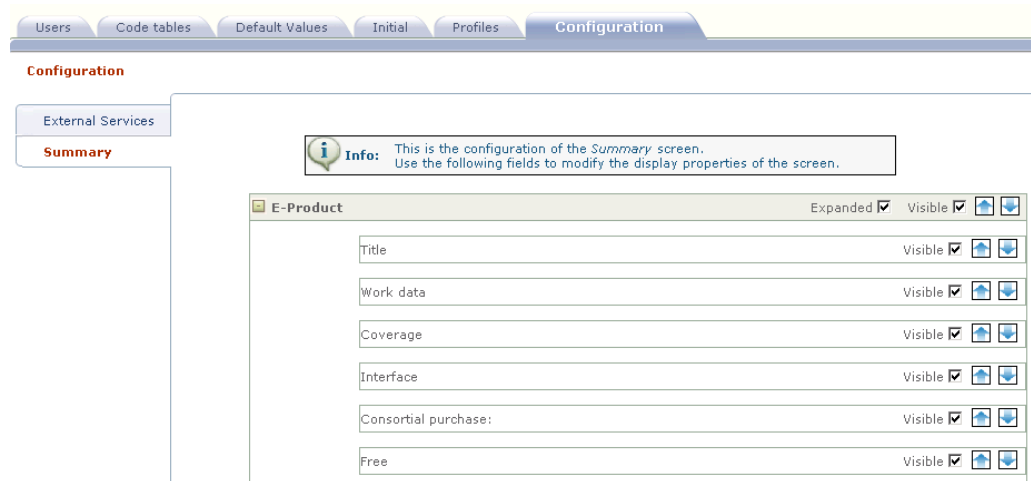 Users Code tables Default Values Initial Profiles Configuration
Configuration
External Services
Summary
Info: This is the configuration of the Summary screen.
Use the following fields to modify the display properties of the screen.
E-Product Expanded Visible
Title Visible
Work data Visible
Coverage Visible
Interface Visible
Consortial purchase: Visible
Free Visible